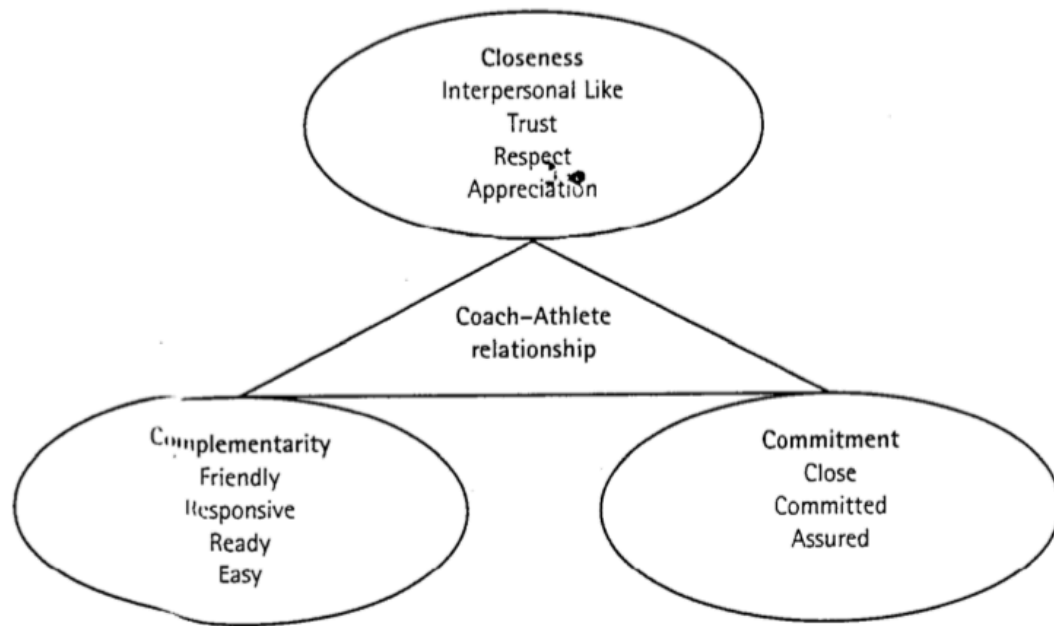 Closeness
Interpersonal Like
Trust
Respect
Appreciation
Coach–Athlete
relationship
Complementarity
Friendly
Responsive
Ready
Easy
Commitment
Close
Committed
Assured